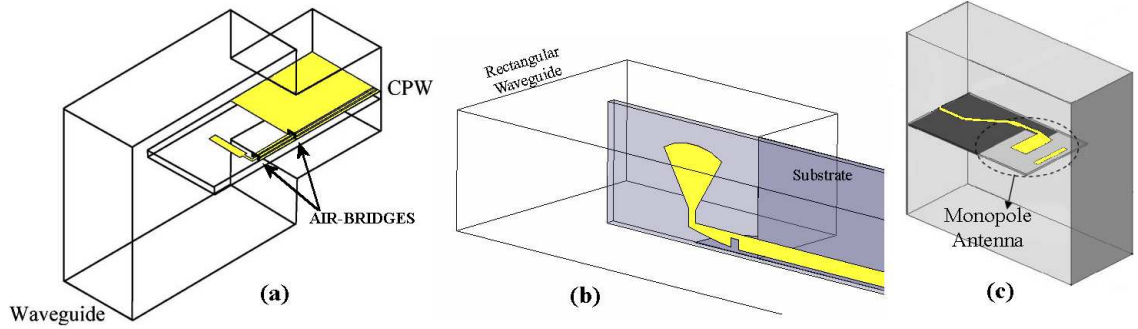 CPW
AIR-BRIDGES
Waveguide
(a)
Rectangular
Waveguide
Substrate
(b)
Monopole
Antenna
(c)